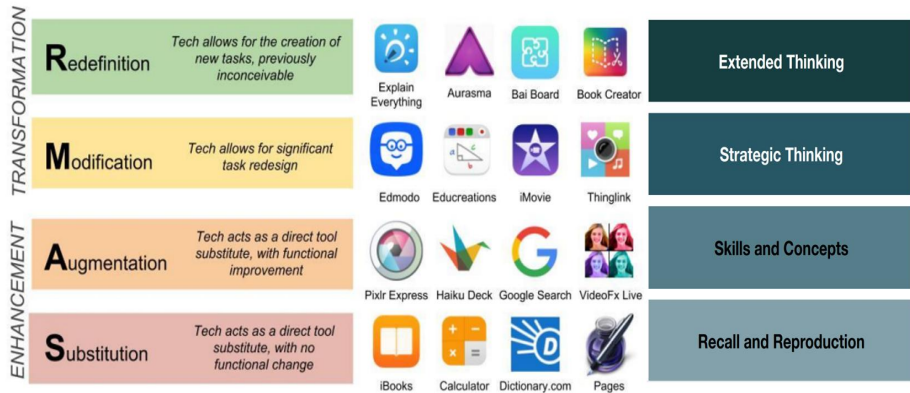 TRANSFORMATION
Redefinition
Tech allows for the creation of
new tasks, previously
inconceivable
Explain
Everything
Aurasma
Bai Board
Book Creator
Extended Thinking
Modification
Tech allows for significant
task redesign
Edmodo
Educreations
iMovie
Thinglink
Strategic Thinking
ENHANCEMENT
Augmentation
Tech acts as a direct tool
substitute, with functional
improvement
Pixlr Express
Haiku Deck
Google Search
VideoFx Live
Skills and Concepts
Substitution
Tech acts as a direct tool
substitute, with no
functional change
iBooks
Calculator
Dictionary.com
Pages
Recall and Reproduction